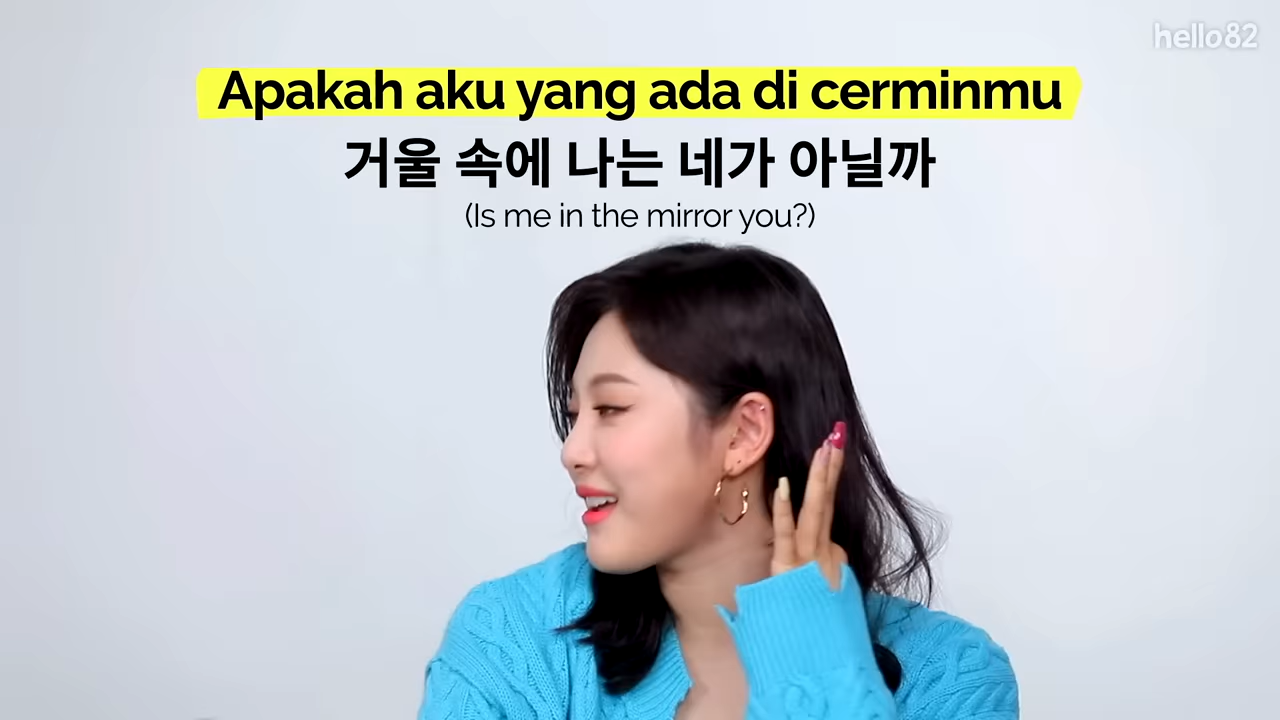 hello82
Apakah aku yang ada di cerminmu
거울 속에 나는 네가 아닐까
(Is me in the mirror you?)